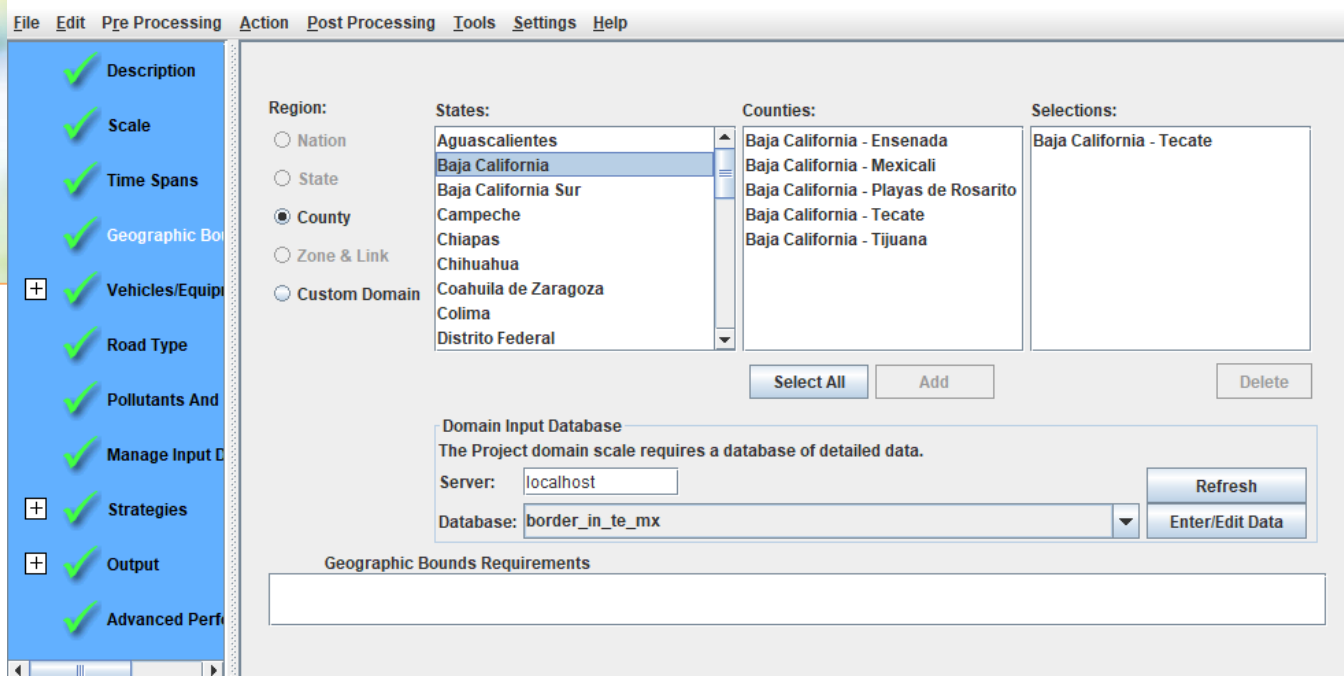 File Edit Pre Processing Action Post Processing Tools Settings Help
Description
Scale
Time Spans
Geographic Bou
Vehicles/Equip
Road Type
Pollutants And
Manage Input D
Strategies
Output
Advanced Perfo
Region:
Nation
State
County
Zone & Link
Custom Domain
States:
Aguascalientes
Baja California
Baja California Sur
Campeche
Chiapas
Chihuahua
Coahuila de Zaragoza
Colima
Distrito Federal
Counties:
Baja California - Ensenada
Baja California - Mexicali
Baja California - Playas de Rosarito
Baja California - Tecate
Baja California - Tijuana
Selections:
Baja California - Tecate
Select All
Add
Delete
Domain Input Database
The Project domain scale requires a database of detailed data.
Server: localhost
Refresh
Database: border_in_te_mx
Enter/Edit Data
Geographic Bounds Requirements